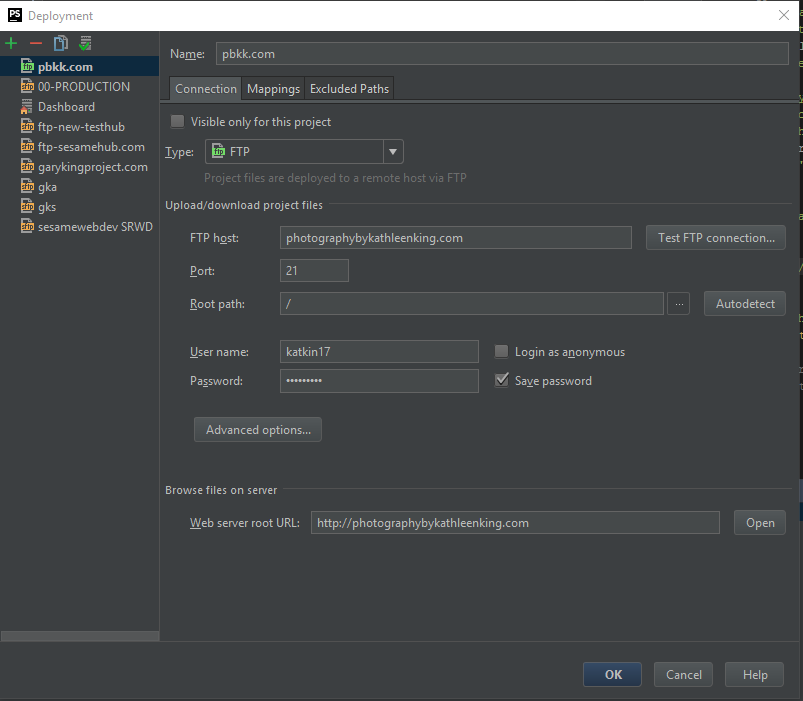 PS Deployment
pbkk.com
00-PRODUCTION
Dashboard
ftp-new-testhub
ftp-sesamehub.com
garykingproject.com
gka
gks
sesamewebdev SRWD
Name: pbkk.com
Connection Mappings Excluded Paths
Visible only for this project
Type: FTP
Project files are deployed to a remote host via FTP
Upload/download project files
FTP host: photographybykathleenking.com Test FTP connection...
Port: 21
Root path: / ... Autodetect
User name: katkin17 Login as anonymous
Password: ••••••••• Save password
Advanced options...
Browse files on server
Web server root URL: http://photographybykathleenking.com Open
OK Cancel Help